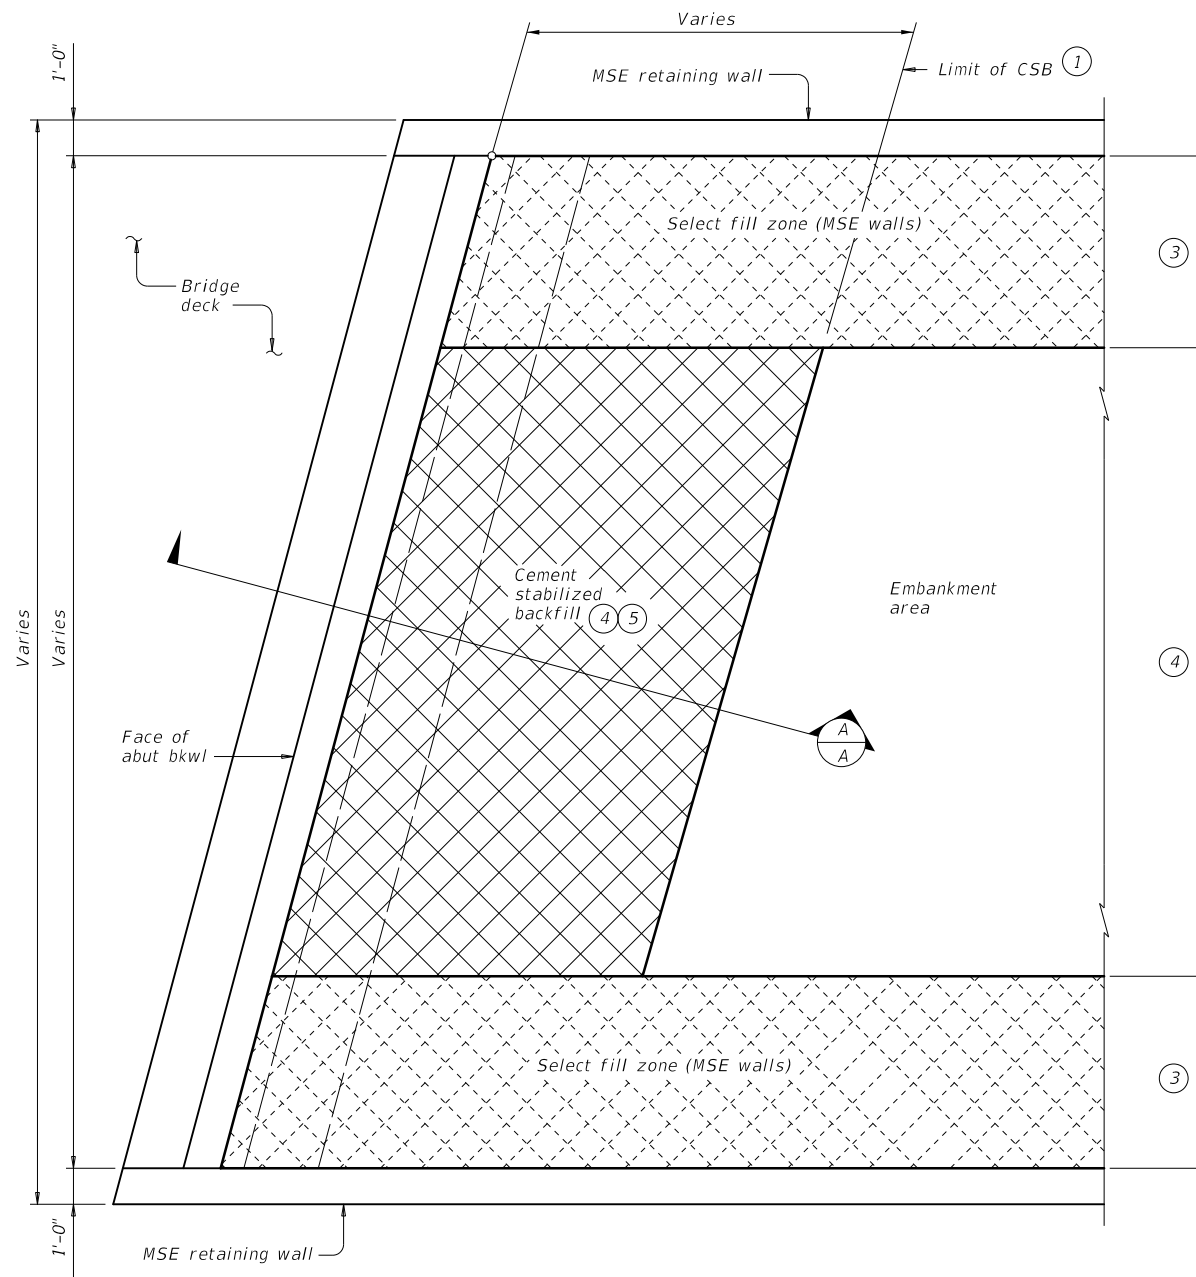 Varies
1'-0"
MSE retaining wall
Limit of CSB 1
Select fill zone (MSE walls)
3
Bridge
deck
Cement
stabilized
backfill 4 5
Embankment
area
Varies
Varies
4
Face of
abut bkwl
A
A
Select fill zone (MSE walls)
3
1'-0"
MSE retaining wall